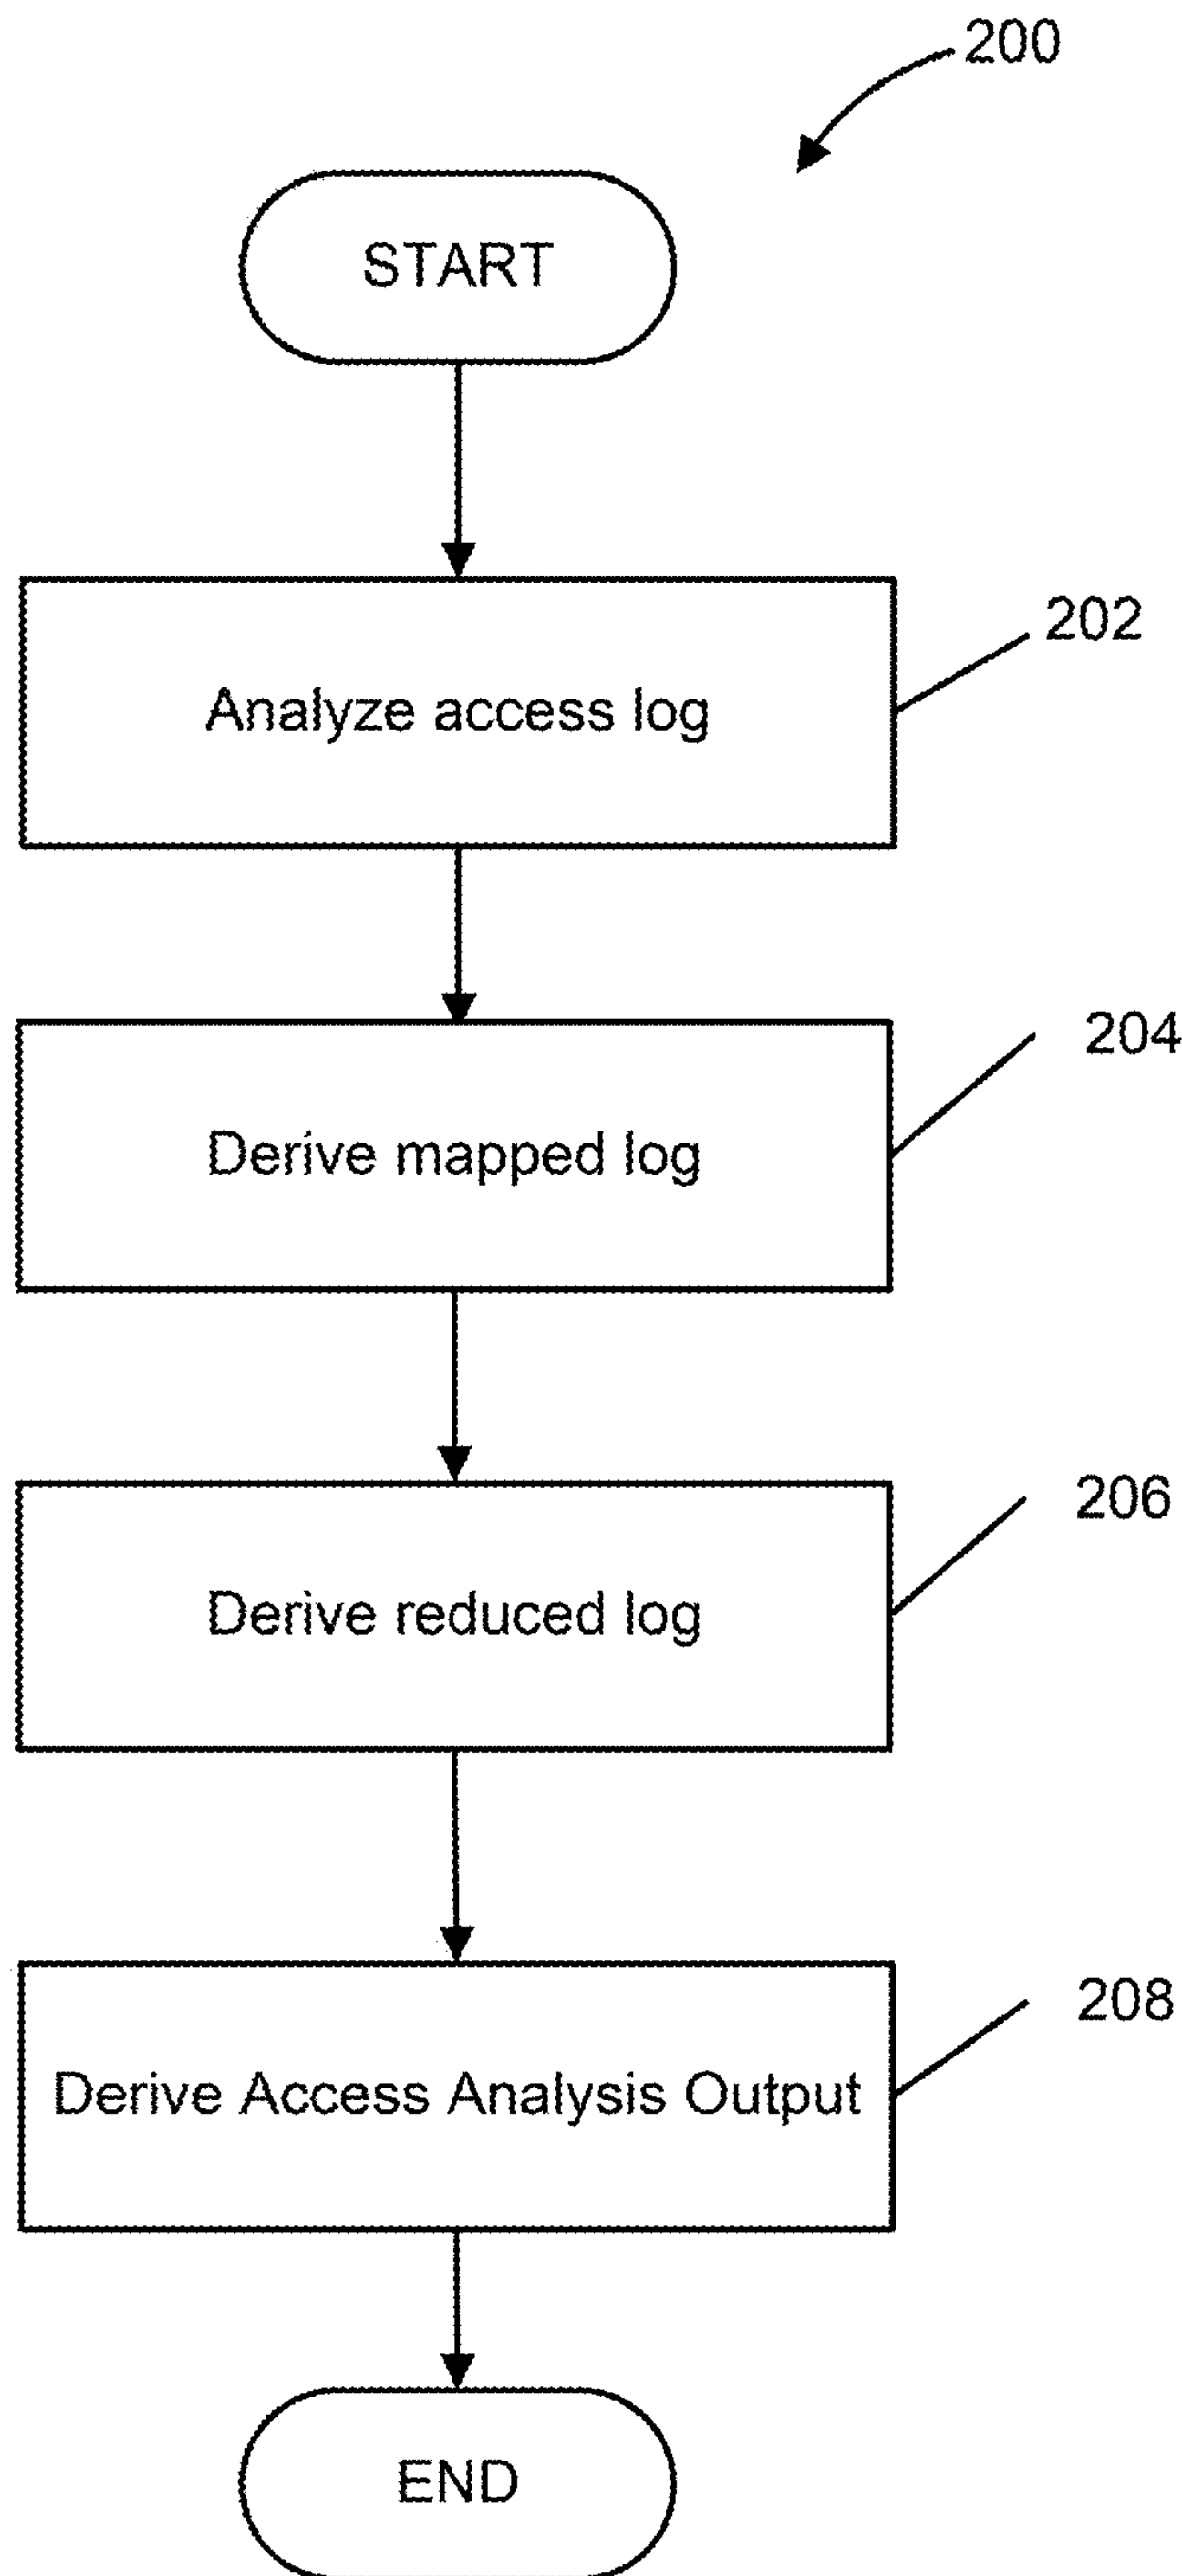 200
START
Analyze access log
202
Derive mapped log
204
Derive reduced log
206
Derive Access Analysis Output
208
END